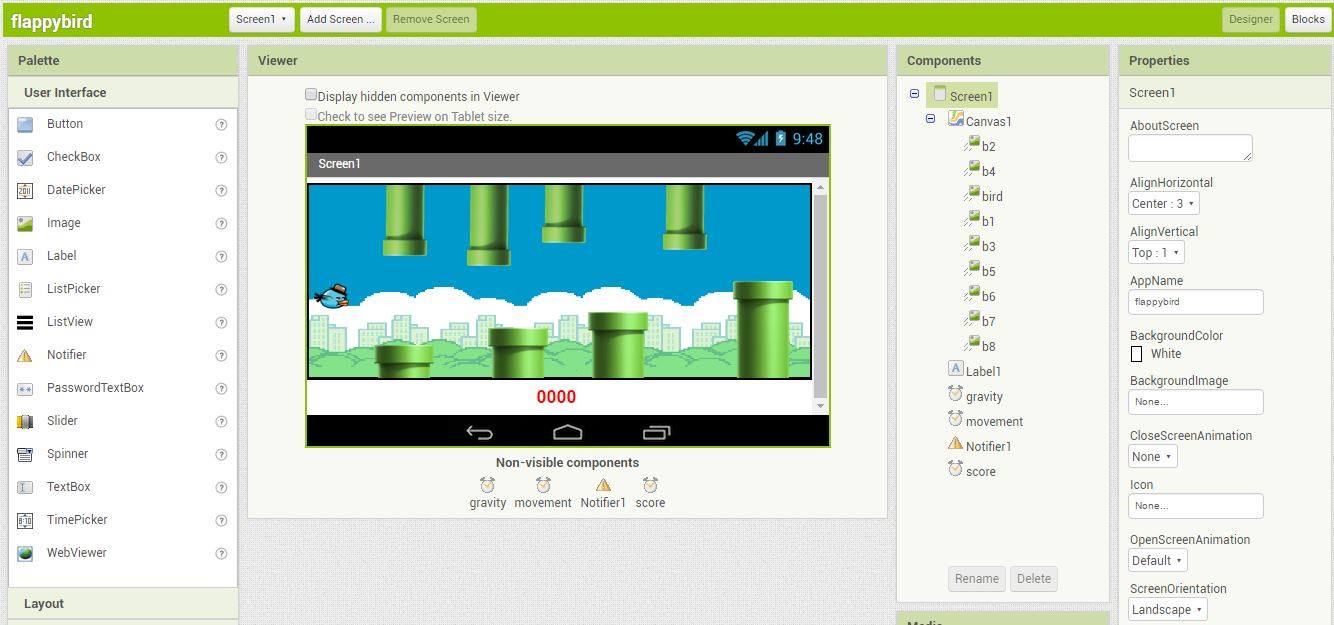 flappybird
Screen1
Add Screen ...
Remove Screen
Designer
Blocks
Palette
User Interface
Button
CheckBox
DatePicker
Image
Label
ListPicker
ListView
Notifier
PasswordTextBox
Slider
Spinner
TextBox
TimePicker
WebViewer
Layout
Viewer
Display hidden components in Viewer
Check to see Preview on Tablet size.
9:48
Screen1
0000
Non-visible components
gravity
movement
Notifier1
score
Components
Screen1
Canvas1
b2
b4
bird
b1
b3
b5
b6
b7
b8
Label1
gravity
movement
Notifier1
score
Rename
Delete
Properties
Screen1
AboutScreen
AlignHorizontal
Center : 3
AlignVertical
Top : 1
AppName
flappybird
BackgroundColor
White
BackgroundImage
None...
CloseScreenAnimation
None
Icon
None...
OpenScreenAnimation
Default
ScreenOrientation
Landscape